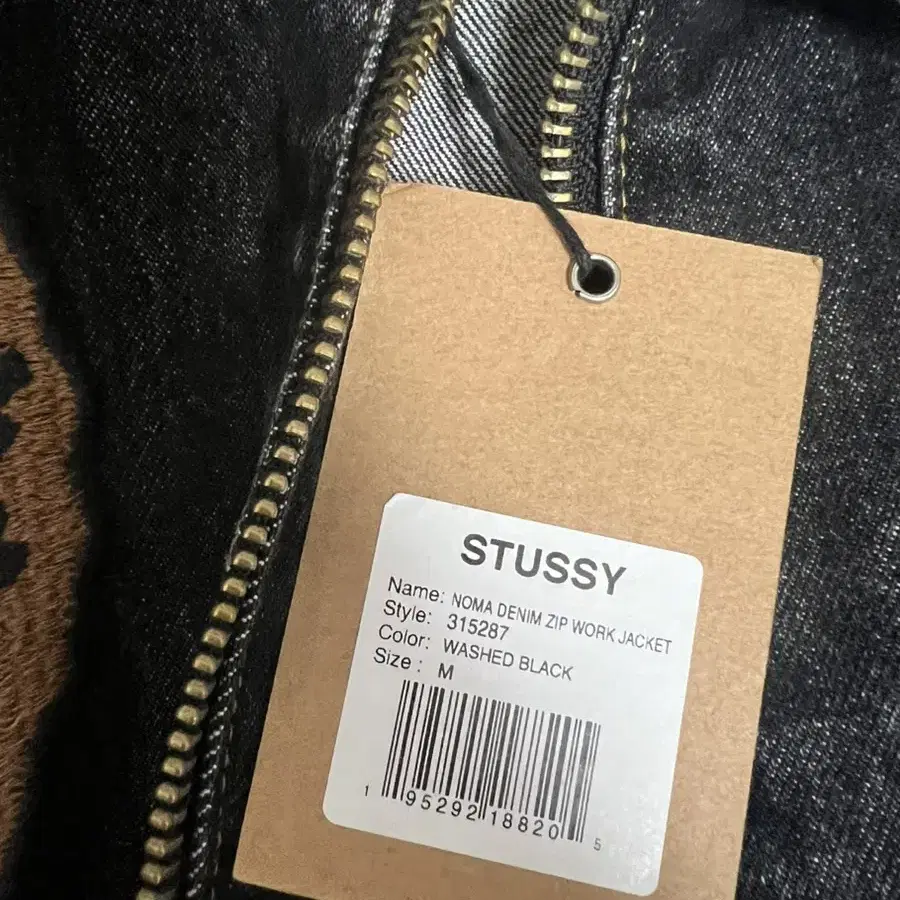 STUSSY
Name: NOMA DENIM ZIP WORK JACKET
Style: 315287
Color: WASHED BLACK
Size : M
1 95292 18820 5